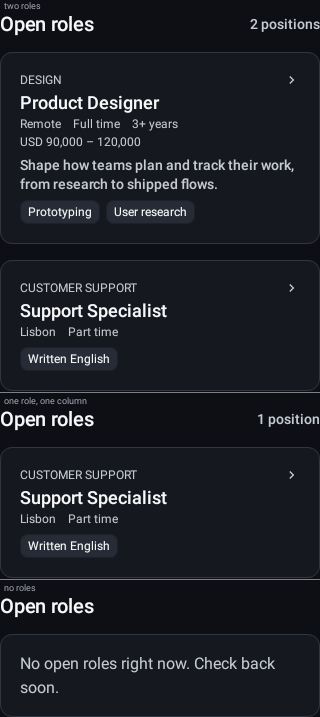 two roles
Open roles
2 positions
DESIGN
Product Designer
Remote Full time 3+ years
USD 90,000 – 120,000
Shape how teams plan and track their work,
from research to shipped flows.
Prototyping User research
CUSTOMER SUPPORT
Support Specialist
Lisbon Part time
Written English
one role, one column
Open roles
1 position
CUSTOMER SUPPORT
Support Specialist
Lisbon Part time
Written English
no roles
Open roles
No open roles right now. Check back
soon.